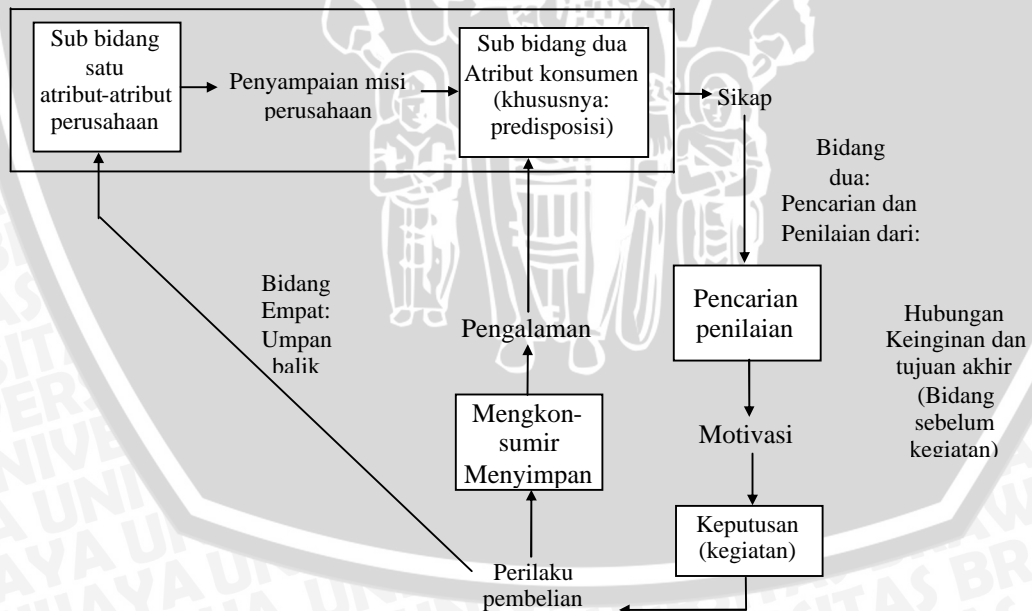 Sub bidang
satu
atribut-atribut
perusahaan
Penyampaian misi
perusahaan
Sub bidang dua
Atribut konsumen
(khususnya:
predisposisi)
Sikap
Bidang
dua:
Pencarian dan
Penilaian dari:
Pencarian
penilaian
Hubungan
Keinginan dan
tujuan akhir
(Bidang
sebelum
kegiatan)
Motivasi
Keputusan
(kegiatan)
Perilaku
pembelian
Mengkon-
sumir
Menyimpan
Pengalaman
Bidang
Empat:
Umpan
balik